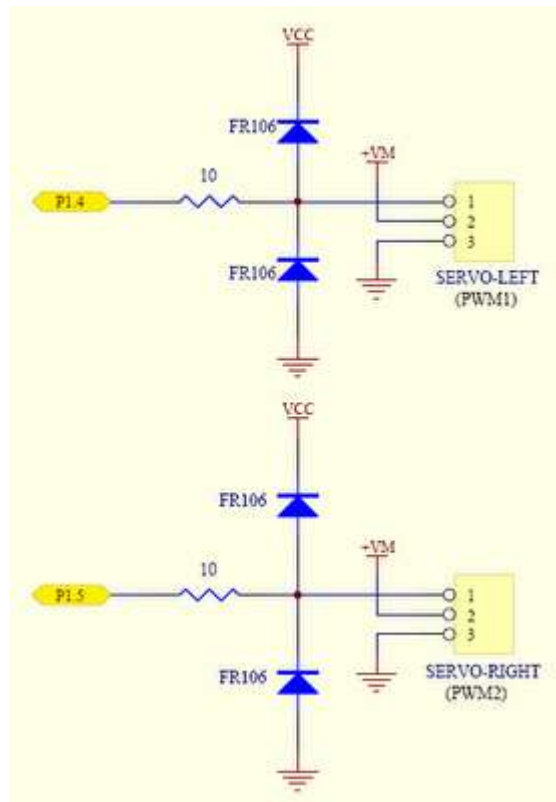 VCC
FR106
+VM
10
P1.4
1
2
3
FR106
SERVO-LEFT
(PWM1)
VCC
FR106
+VM
10
P1.5
1
2
3
FR106
SERVO-RIGHT
(PWM2)